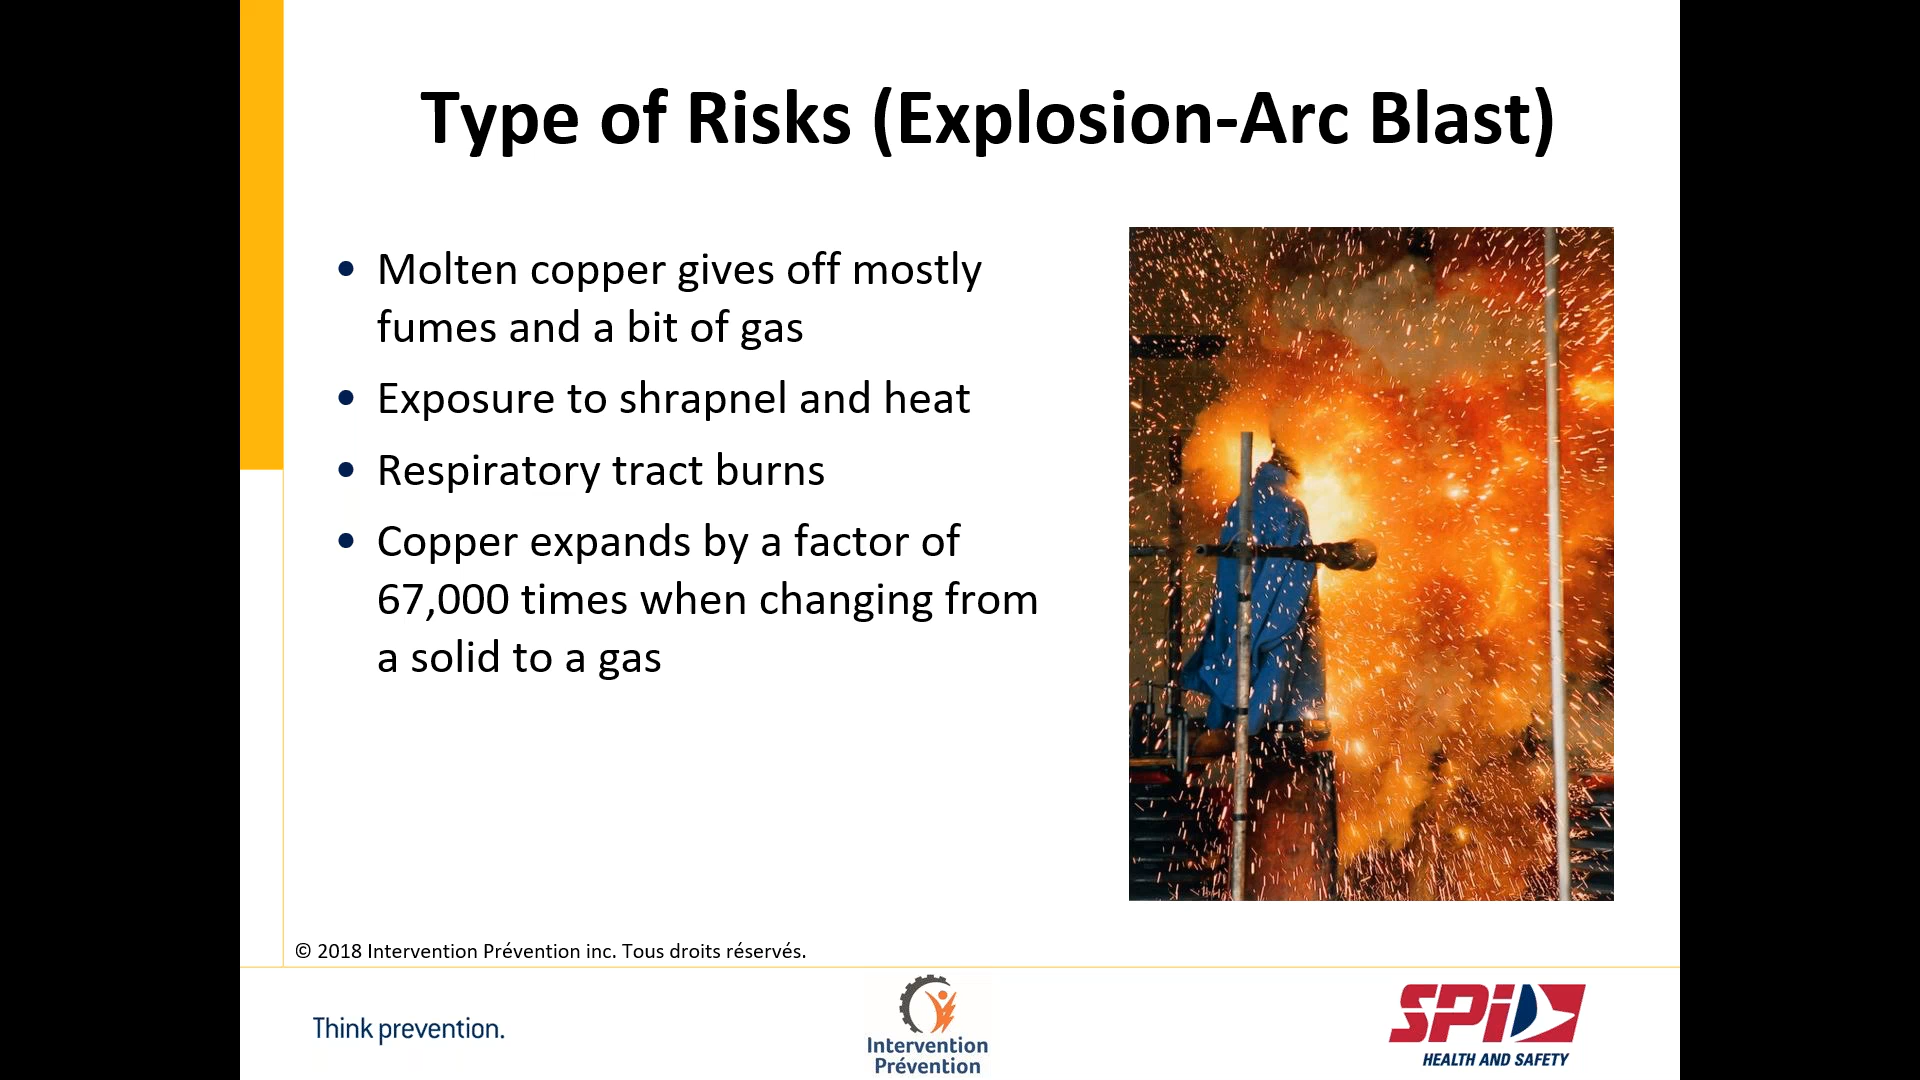 Type of Risks (Explosion-Arc Blast)
• Molten copper gives off mostly
fumes and a bit of gas
• Exposure to shrapnel and heat
• Respiratory tract burns
• Copper expands by a factor of
67,000 times when changing from
a solid to a gas
© 2018 Intervention Prévention inc. Tous droits réservés.
Think prevention.
Intervention
Prévention
SPi
HEALTH AND SAFETY